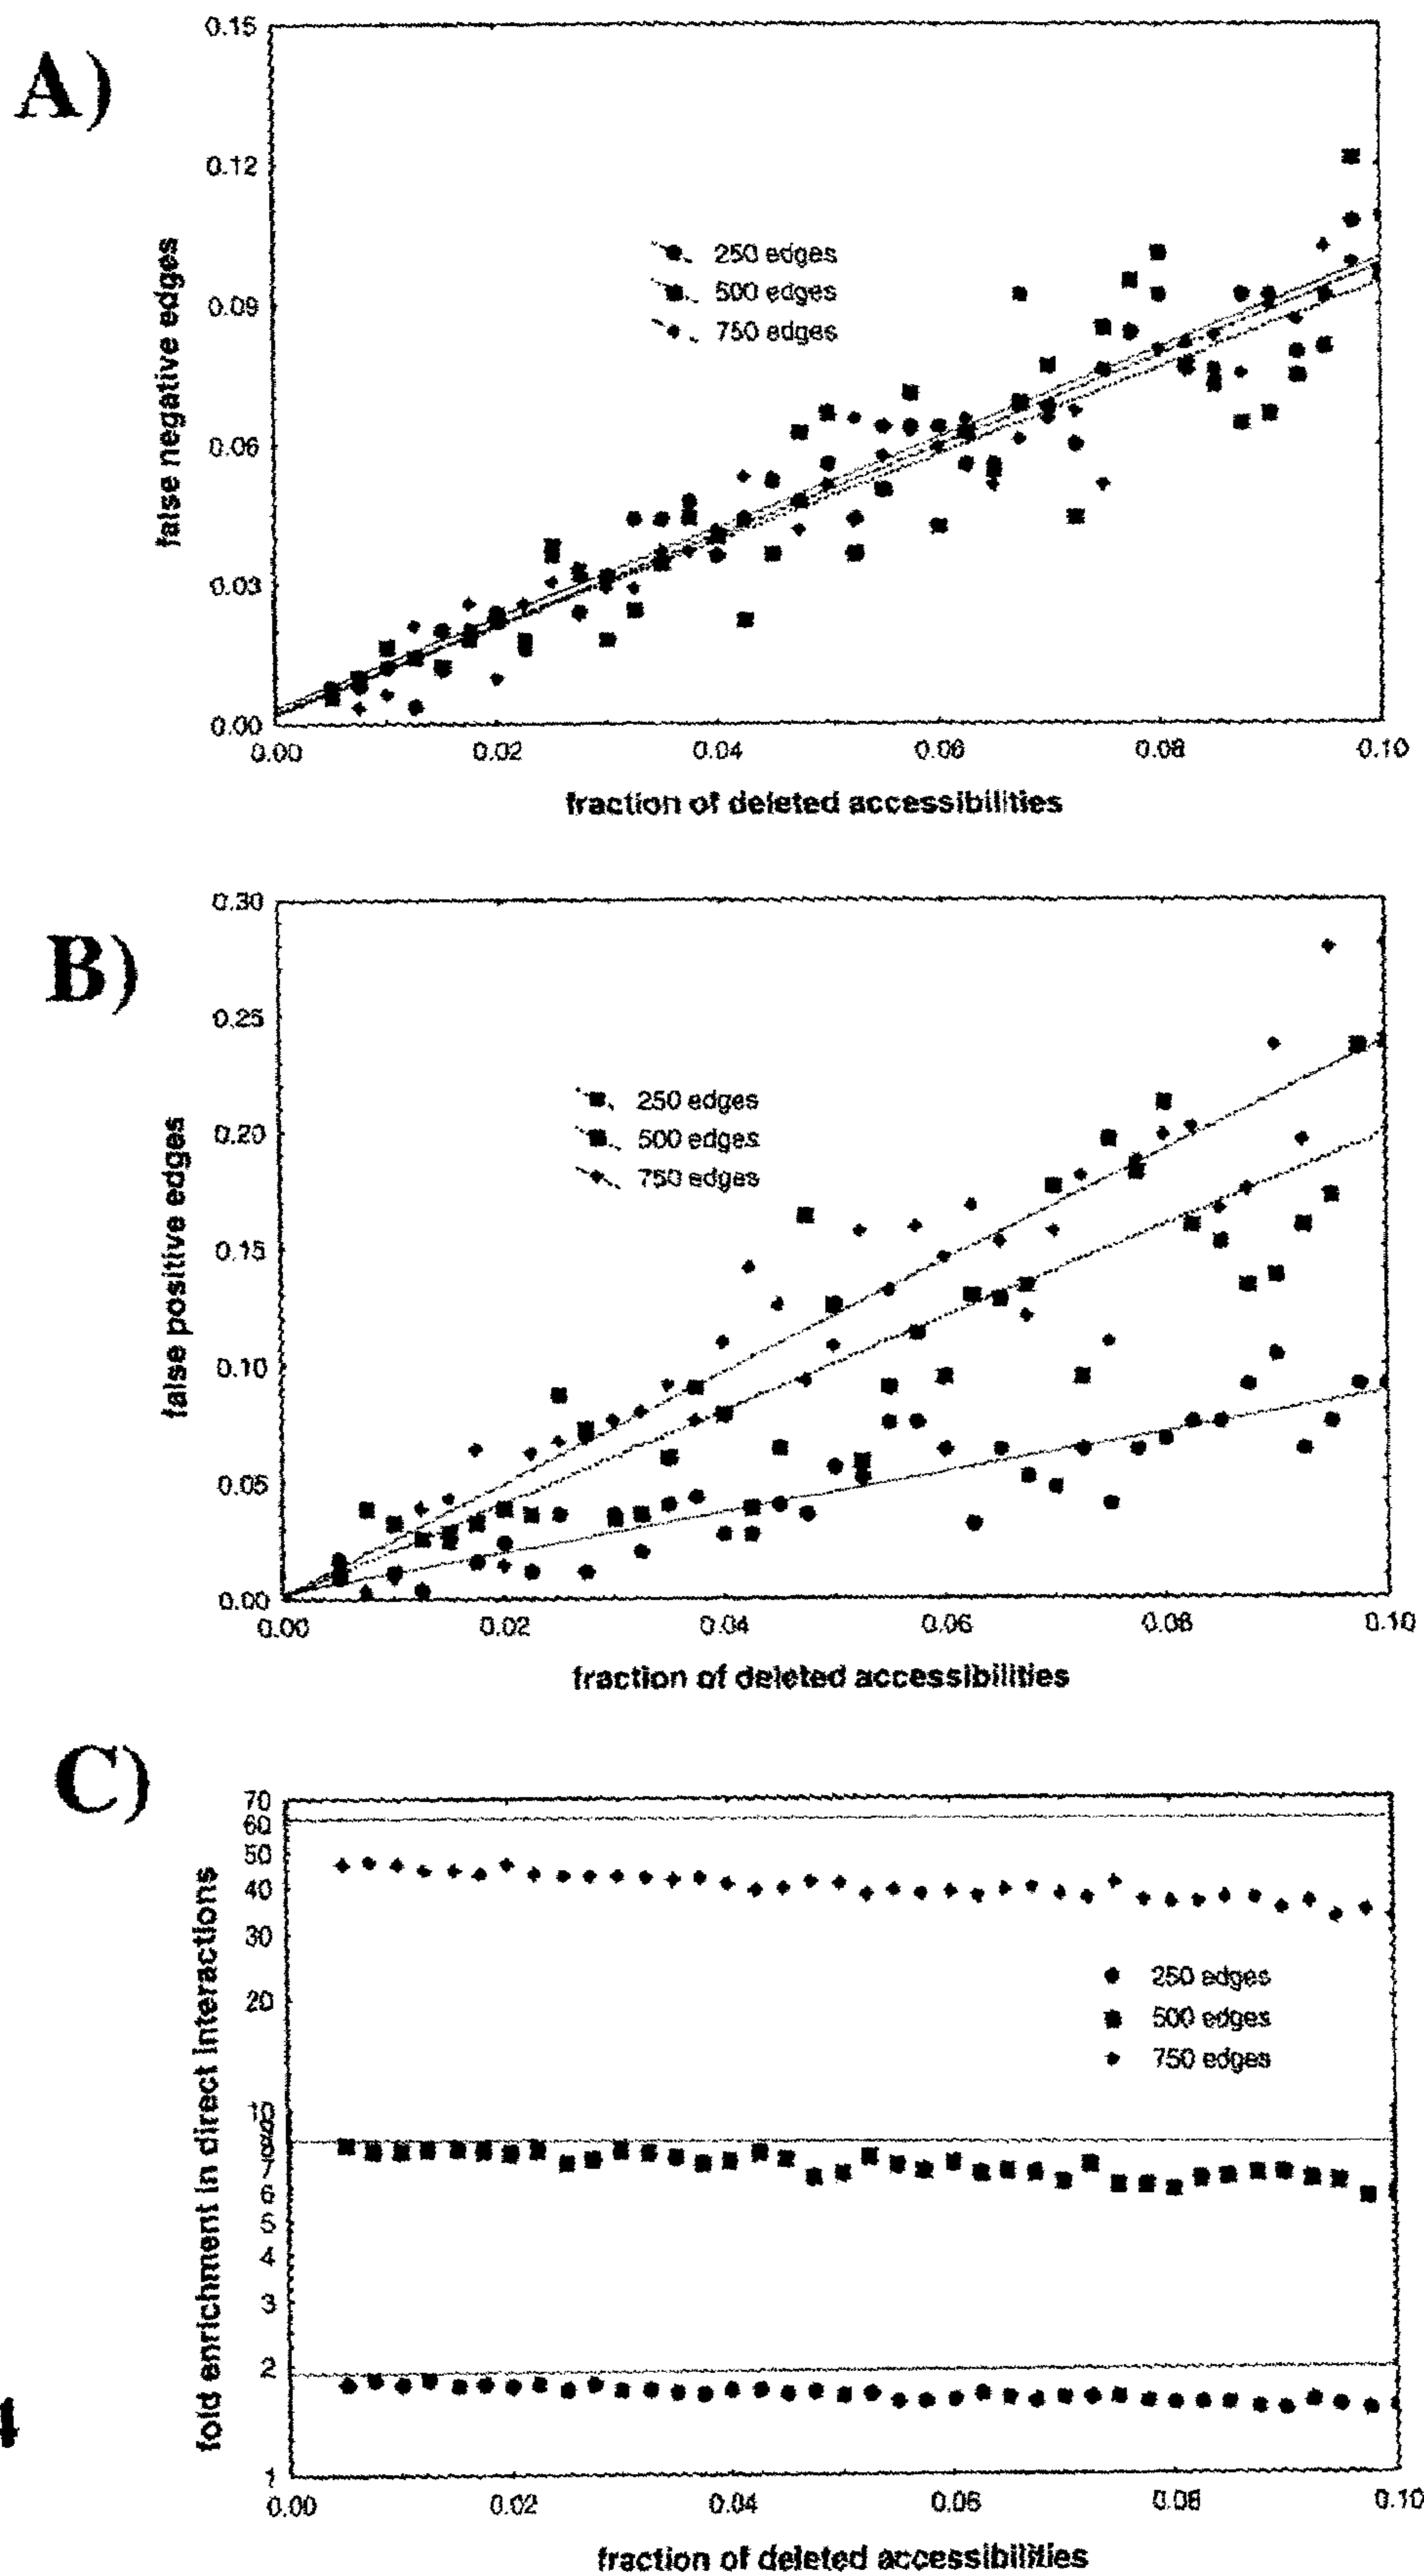 A)
0.15
0.12
0.09
0.06
0.03
0.00
false negative edges
250 edges
500 edges
750 edges
0.00 0.02 0.04 0.06 0.08 0.10
fraction of deleted accessibilities
B)
0.30
0.25
0.20
0.15
0.10
0.05
0.00
false positive edges
250 edges
500 edges
750 edges
0.00 0.02 0.04 0.06 0.08 0.10
fraction of deleted accessibilities
C)
70
60
50
40
30
20
10
9
8
7
6
5
4
3
2
1
fold enrichment in direct interactions
250 edges
500 edges
750 edges
4
0.00 0.02 0.04 0.06 0.08 0.10
fraction of deleted accessibilities